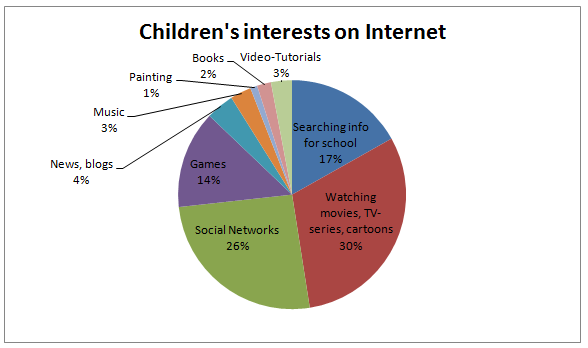 Children's interests on Internet
Books
2%
Video-Tutorials
3%
Painting
1%
Music
3%
News, blogs
4%
Games
14%
Searching info
for school
17%
Watching
movies, TV-
series, cartoons
30%
Social Networks
26%